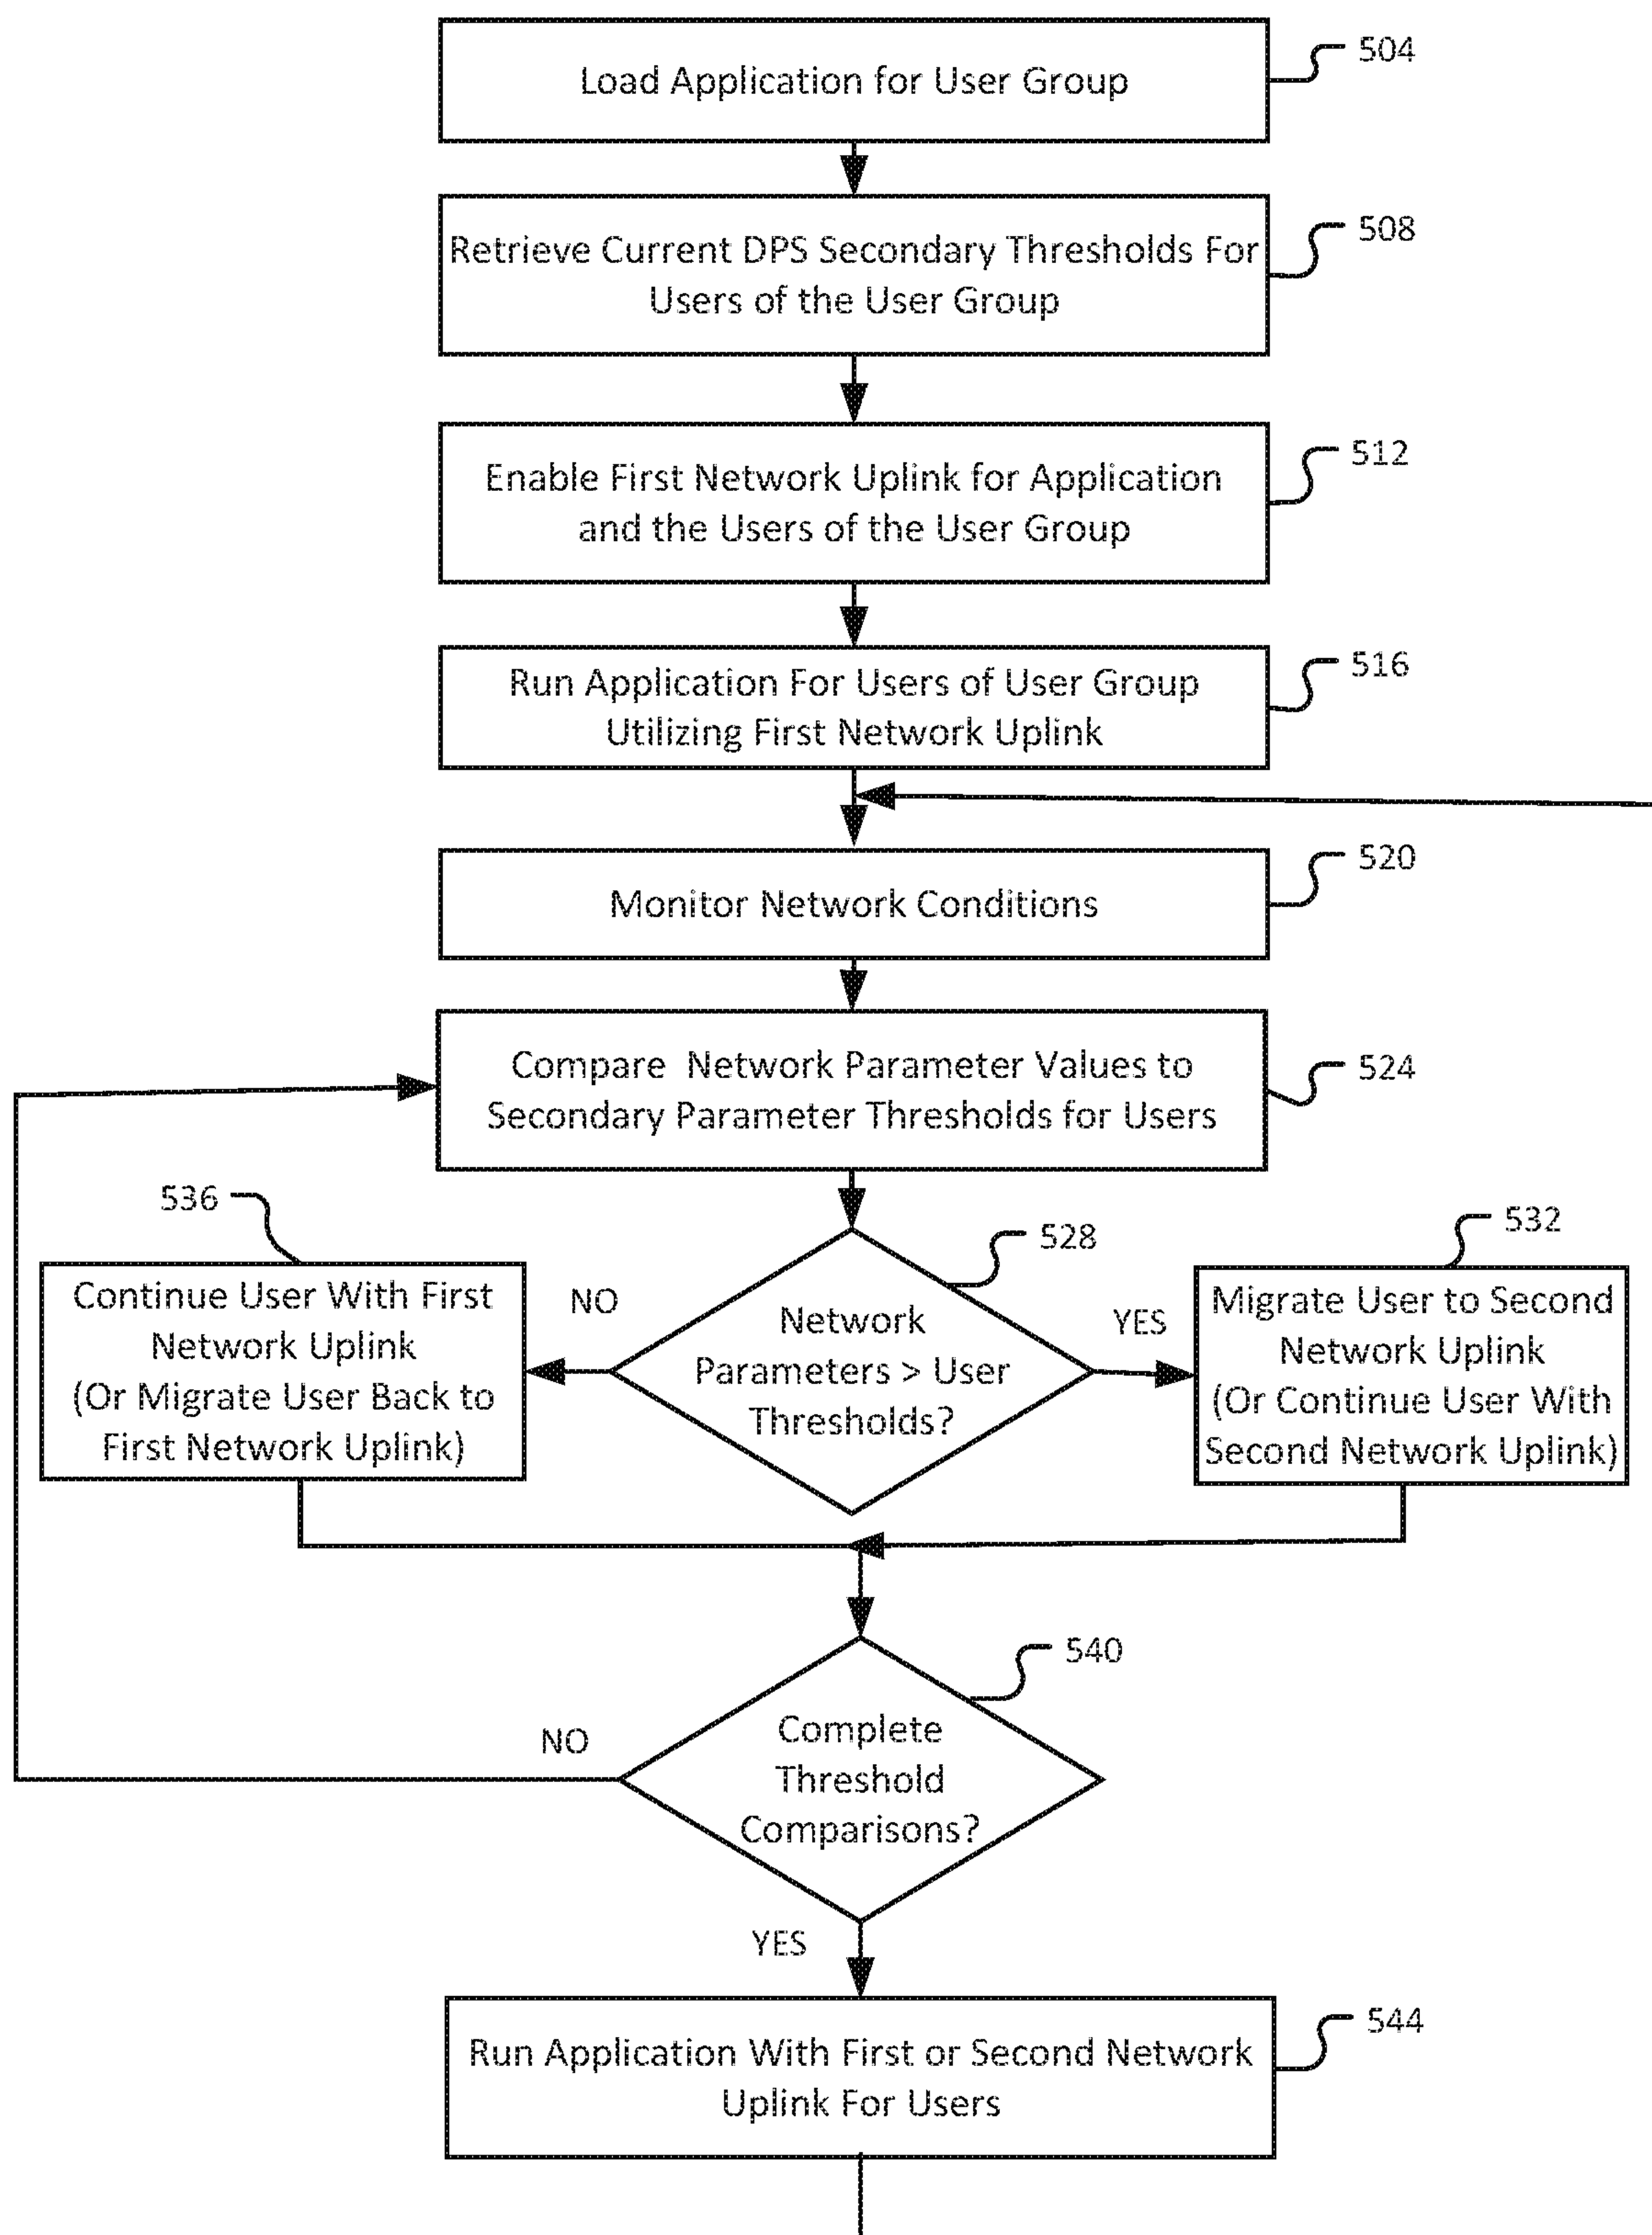 Load Application for User Group
504
Retrieve Current DPS Secondary Thresholds For
Users of the User Group
508
Enable First Network Uplink for Application
and the Users of the User Group
512
Run Application For Users of User Group
Utilizing First Network Uplink
516
Monitor Network Conditions
520
Compare Network Parameter Values to
Secondary Parameter Thresholds for Users
524
536
Continue User With First
Network Uplink
(Or Migrate User Back to
First Network Uplink)
NO
528
Network
Parameters > User
Thresholds?
YES
532
Migrate User to Second
Network Uplink
(Or Continue User With
Second Network Uplink)
540
Complete
Threshold
Comparisons?
NO
YES
Run Application With First or Second Network
Uplink For Users
544